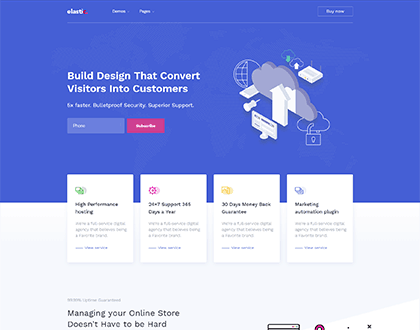 elastix
Demos
Pages
Buy now
Build Design That Convert
Visitors Into Customers
5x faster. Bulletproof Security. Superior Support.
Phone
Subscribe
High Performance
hosting
We're a full-service digital
agency that believes being
a favorite brand.
View service
24*7 Support 365
Days a Year
We're a full-service digital
agency that believes being
a favorite brand.
View service
30 Days Money Back
Guarantee
We're a full-service digital
agency that believes being
a favorite brand.
View service
Marketing
automation plugin
We're a full-service digital
agency that believes being
a favorite brand.
View service
99.99% Uptime Guaranteed
Managing your Online Store
Doesn't Have to be Hard